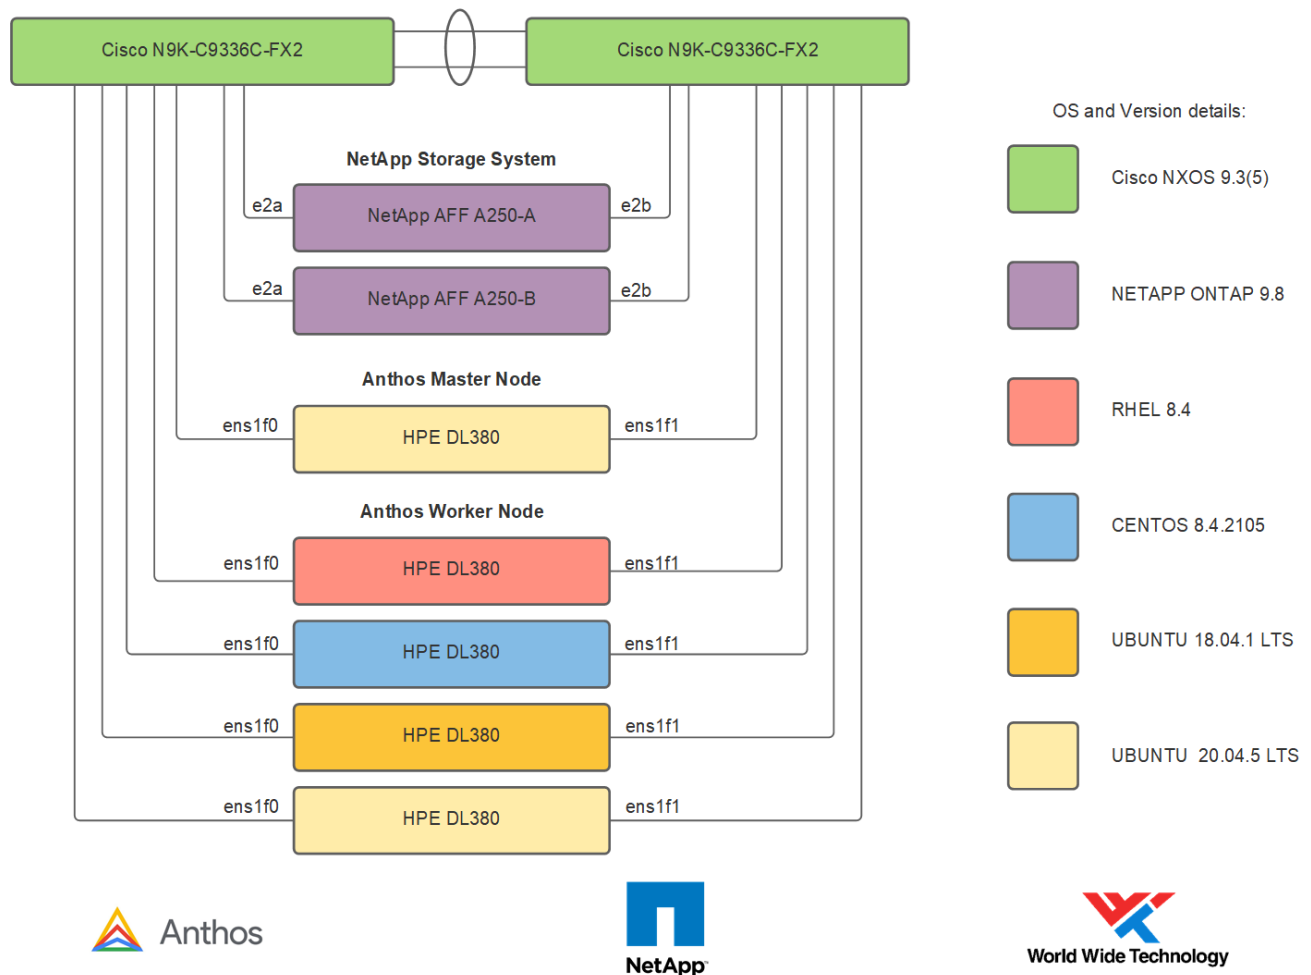 Cisco N9K-C9336C-FX2
Cisco N9K-C9336C-FX2
OS and Version details:
NetApp Storage System
Cisco NXOS 9.3(5)
e2a
NetApp AFF A250-A
e2b
e2a
NetApp AFF A250-B
e2b
NETAPP ONTAP 9.8
Anthos Master Node
ens1f0
HPE DL380
ens1f1
RHEL 8.4
Anthos Worker Node
ens1f0
HPE DL380
ens1f1
CENTOS 8.4.2105
ens1f0
HPE DL380
ens1f1
UBUNTU 18.04.1 LTS
ens1f0
HPE DL380
ens1f1
UBUNTU  20.04.5 LTS
ens1f0
HPE DL380
ens1f1
Anthos
NetApp™
World Wide Technology